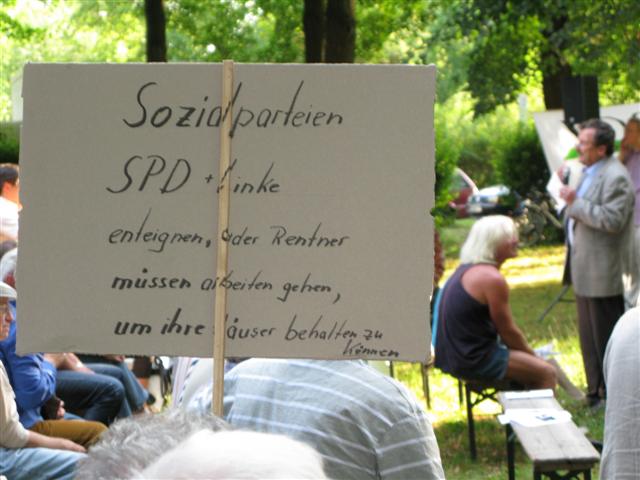 Sozialparteien
SPD + Linke
enteignen, oder Rentner
müssen arbeiten gehen,
um ihre Häuser behalten zu
können